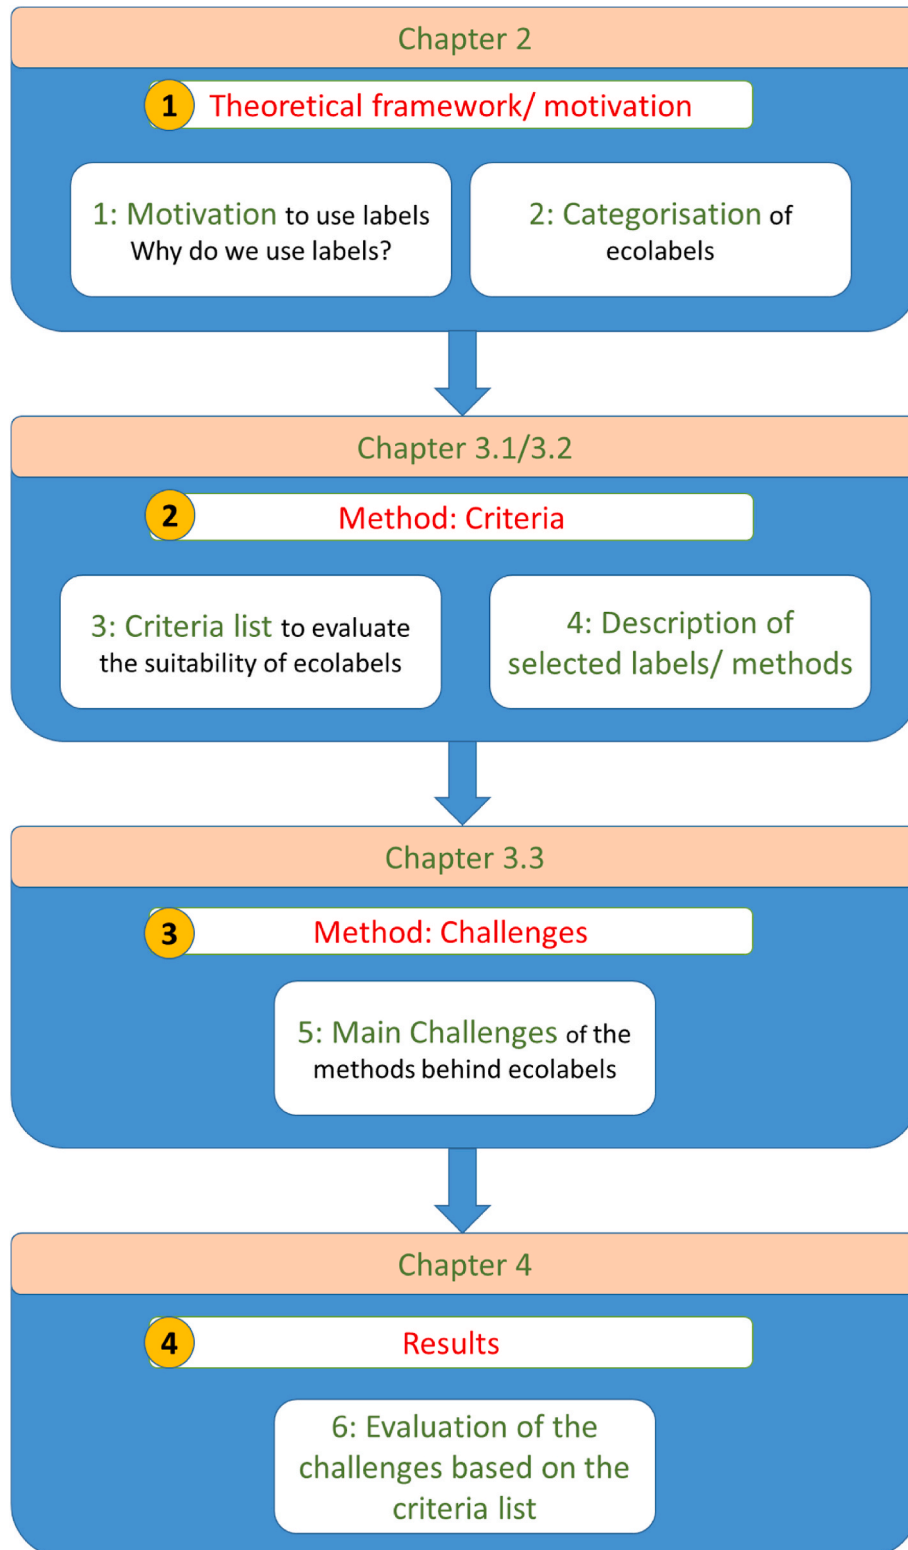 Chapter 2
1 Theoretical framework/ motivation
1: Motivation to use labels
Why do we use labels?
2: Categorisation of
ecolabels
Chapter 3.1/3.2
2 Method: Criteria
3: Criteria list to evaluate
the suitability of ecolabels
4: Description of
selected labels/ methods
Chapter 3.3
3 Method: Challenges
5: Main Challenges of the
methods behind ecolabels
Chapter 4
4 Results
6: Evaluation of the
challenges based on the
criteria list